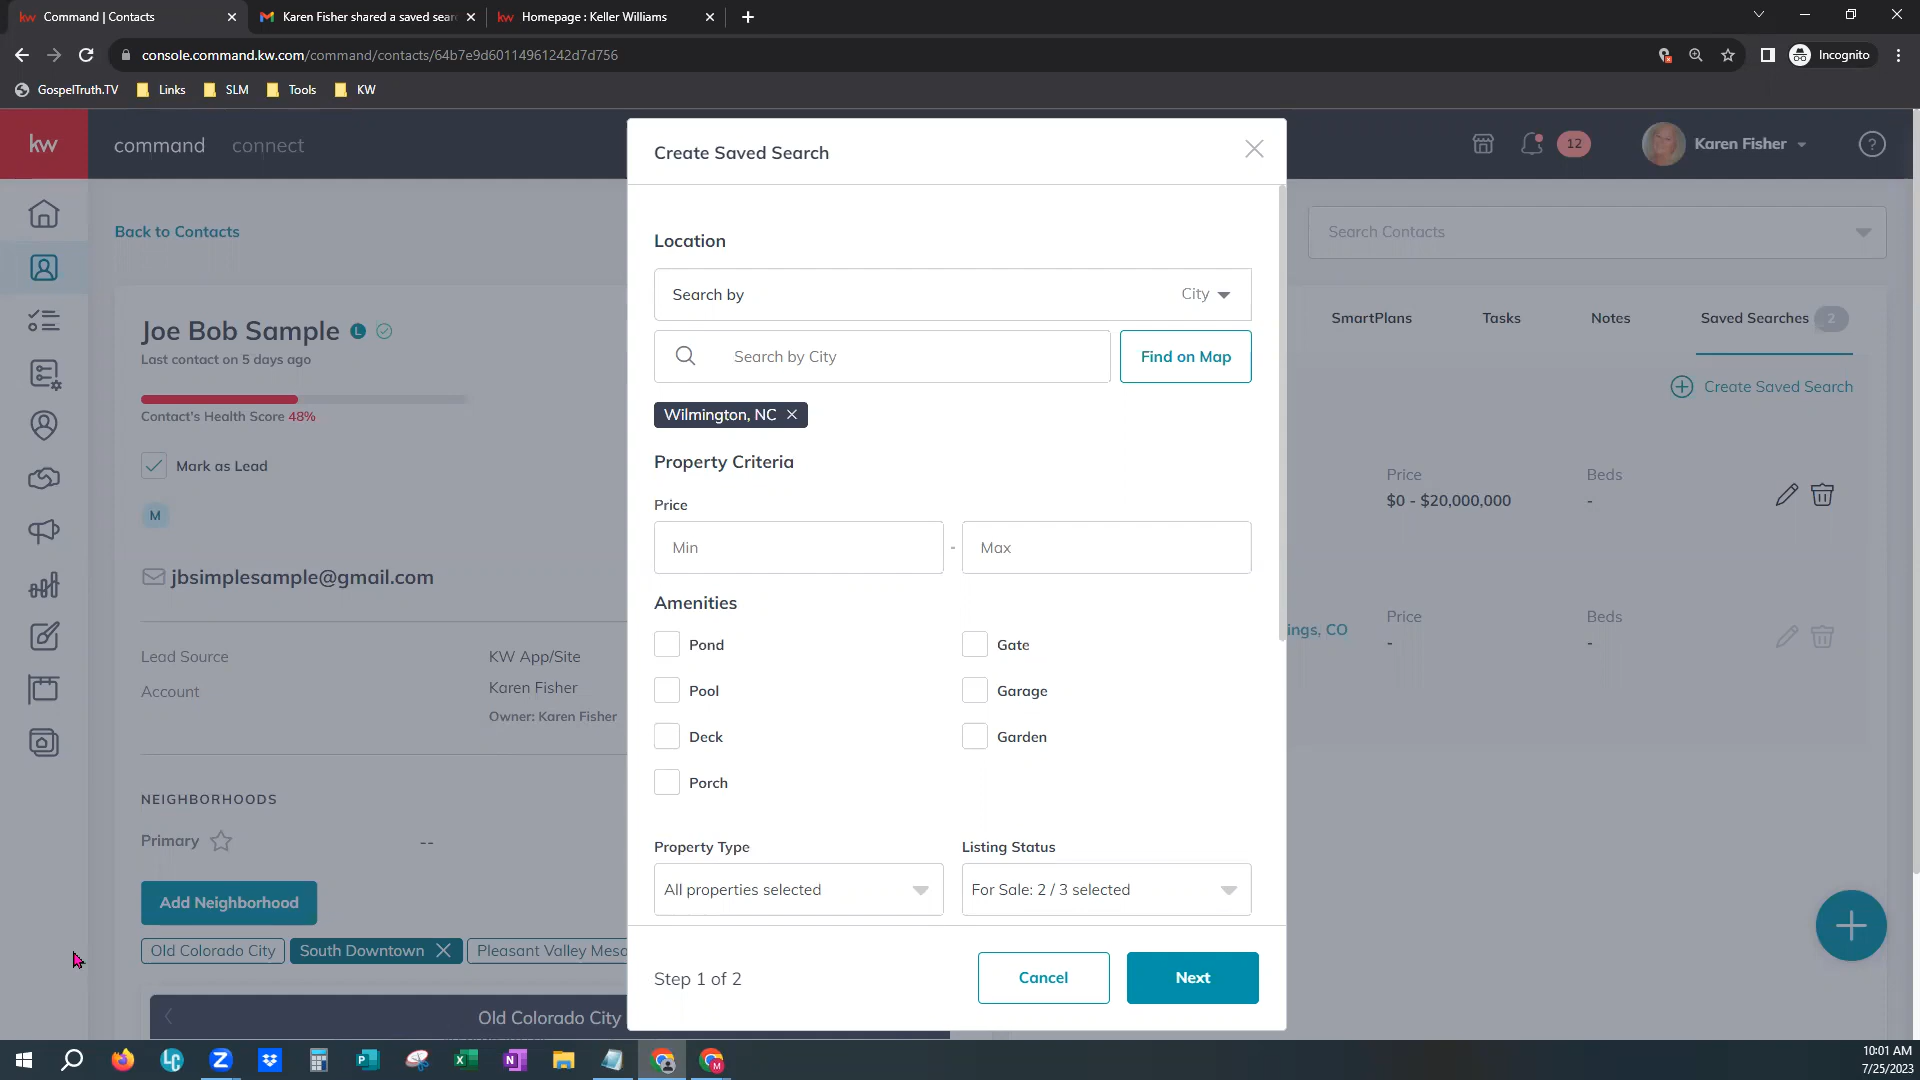 Command | Contacts
Karen Fisher shared a saved sear
kw Homepage : Keller Williams
console.command.kw.com/command/contacts/64b7e9d60114961242d7d756
Incognito
GospelTruth.TV
Links
SLM
Tools
KW
kw
command
connect
Create Saved Search
12
Karen Fisher
?
Back to Contacts
Search Contacts
Joe Bob Sample L
Last contact on 5 days ago
Contact's Health Score 48%
Mark as Lead
M
jbsimplesample@gmail.com
Lead Source
KW App/Site
Account
Karen Fisher
Owner: Karen Fisher
NEIGHBORHOODS
Primary
--
Add Neighborhood
Old Colorado City
South Downtown
Pleasant Valley Mesa
Old Colorado City
Location
Search by
City
Search by City
Find on Map
Wilmington, NC
Property Criteria
Price
Min
-
Max
Amenities
Pond
Gate
Pool
Garage
Deck
Garden
Porch
Property Type
Listing Status
All properties selected
For Sale: 2 / 3 selected
Step 1 of 2
Cancel
Next
SmartPlans
Tasks
Notes
Saved Searches 2
Create Saved Search
Price
Beds
$0 - $20,000,000
-
ings, CO
Price
Beds
-
-
10:01 AM
7/25/2023